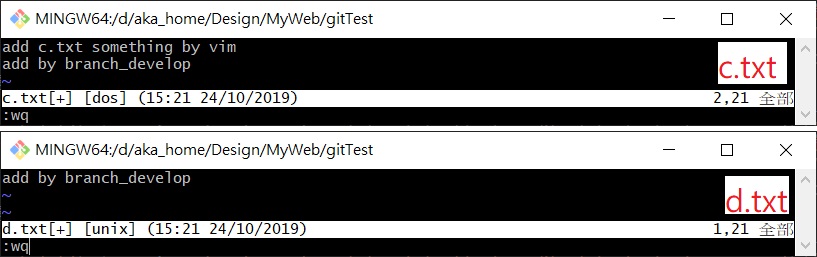 MINGW64:/d/aka_home/Design/MyWeb/gitTest
add c.txt something by vim
add by branch_develop
~
c.txt
c.txt[+] [dos] (15:21 24/10/2019) 2,21 全部
:wq
MINGW64:/d/aka_home/Design/MyWeb/gitTest
add by branch_develop
~
~
d.txt
d.txt[+] [unix] (15:21 24/10/2019) 1,21 全部
:wq